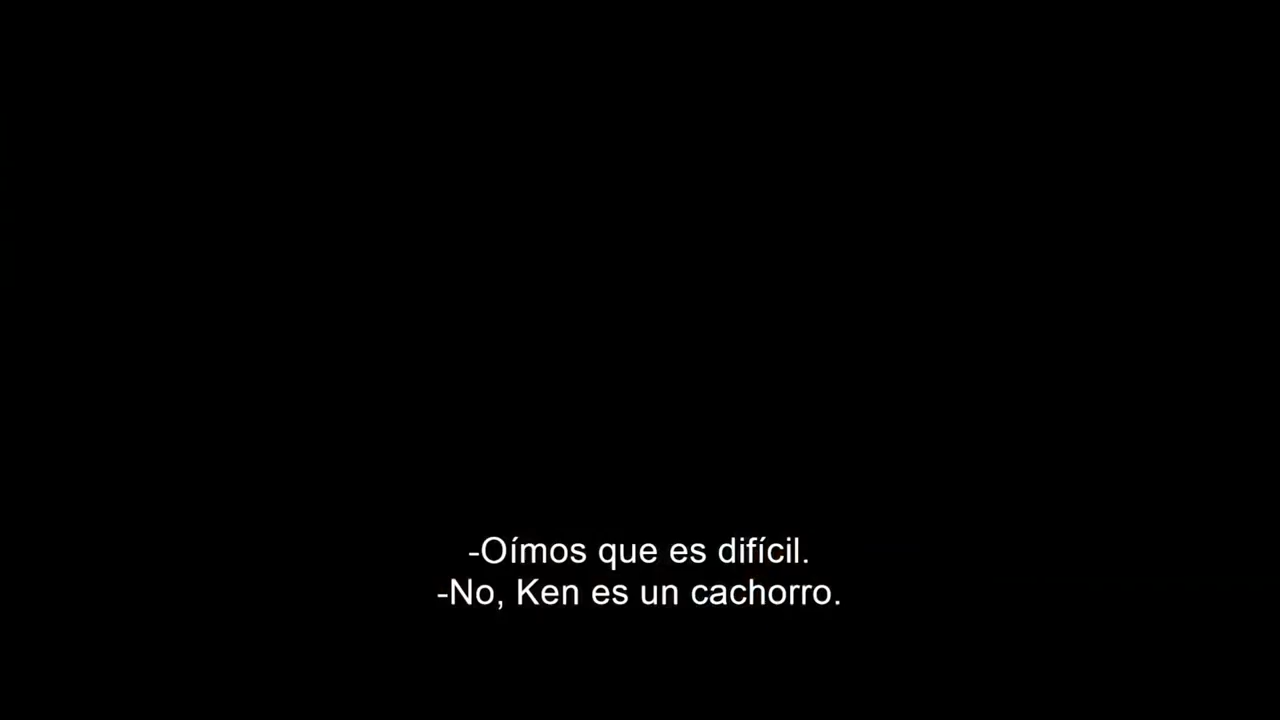 -Oímos que es difícil.
-No, Ken es un cachorro.